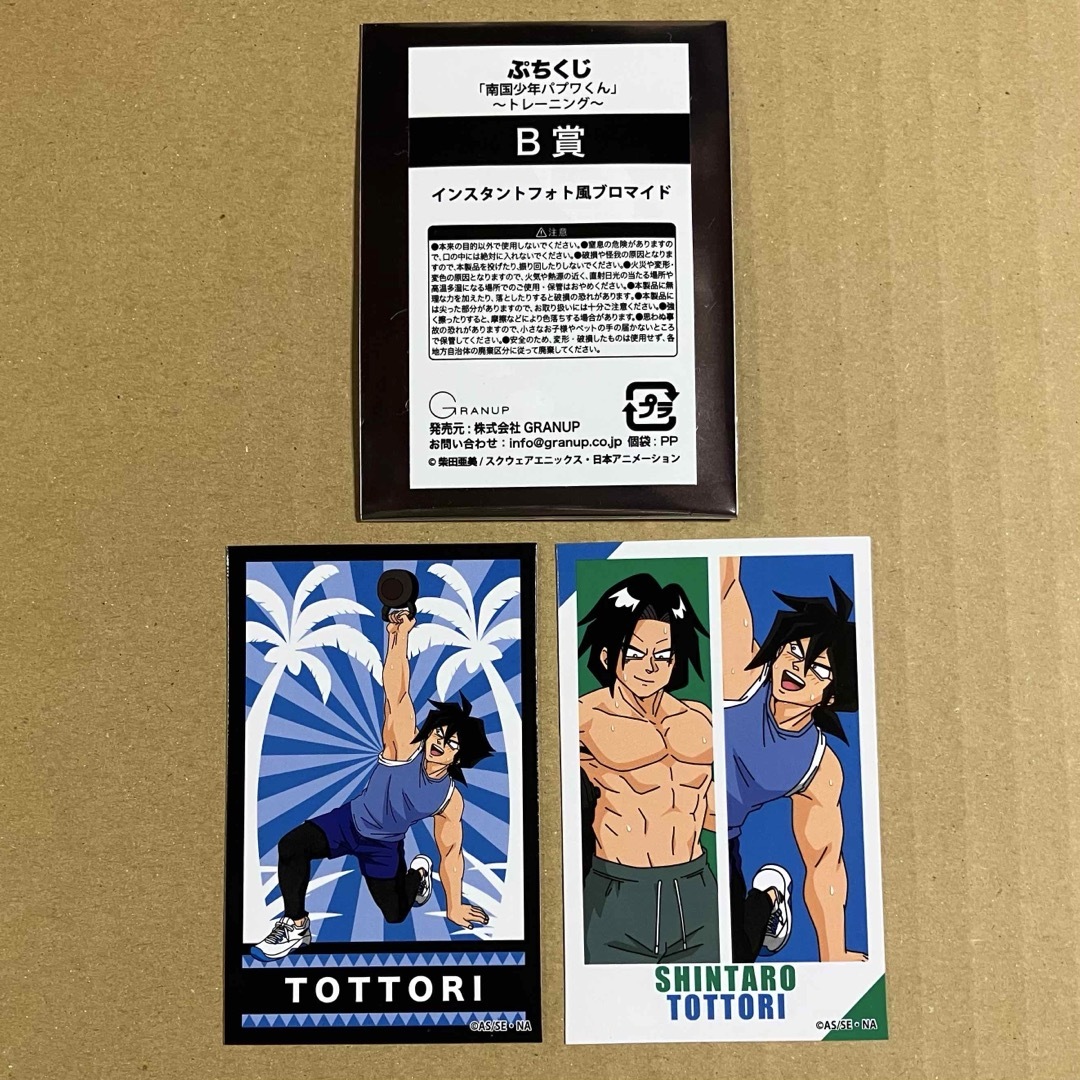 ぷちくじ
「南国少年パプワくん」
～トレーニング～
B賞
インスタントフォト風ブロマイド
⚠注意
●本来の目的以外で使用しないでください。●窒息の危険がありますの
で、口の中には絶対に入れないでください。●破損や怪我の原因となりま
すので、本製品を投げたり、振り回したりしないでください。●火災や変形・
変色の原因となりますので、火気や熱源の近く、直射日光の当たる場所や
高温多湿になる場所でのご使用・保管はおやめください。●本製品に無
理な力を加えたり、落としたりすると破損の恐れがあります。●本製品に
は尖った部分がありますので、お取り扱いには十分ご注意ください。●強
く擦ったりすると、摩擦などにより色落ちする場合があります。●思わぬ事
故の恐れがありますので、小さなお子様やペットの手の届かないところ
で保管してください。●安全のため、変形・破損したものは使用せず、各
地方自治体の廃棄区分に従って廃棄してください。
GRANUP
プラ
発売元：株式会社 GRANUP
お問い合わせ：info@granup.co.jp 個袋：PP
© 柴田亜美 / スクウェアエニックス・日本アニメーション
TOTTORI
©AS/SE・NA
SHINTARO
TOTTORI
©AS/SE・NA